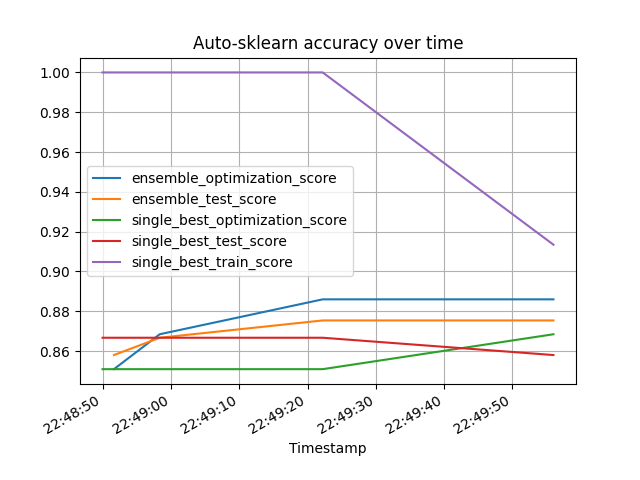 Auto-sklearn accuracy over time
1.00
0.98
0.96
0.94
0.92
0.90
0.88
0.86
ensemble_optimization_score
ensemble_test_score
single_best_optimization_score
single_best_test_score
single_best_train_score
22:48:50
22:49:00
22:49:10
22:49:20
22:49:30
22:49:40
22:49:50
Timestamp